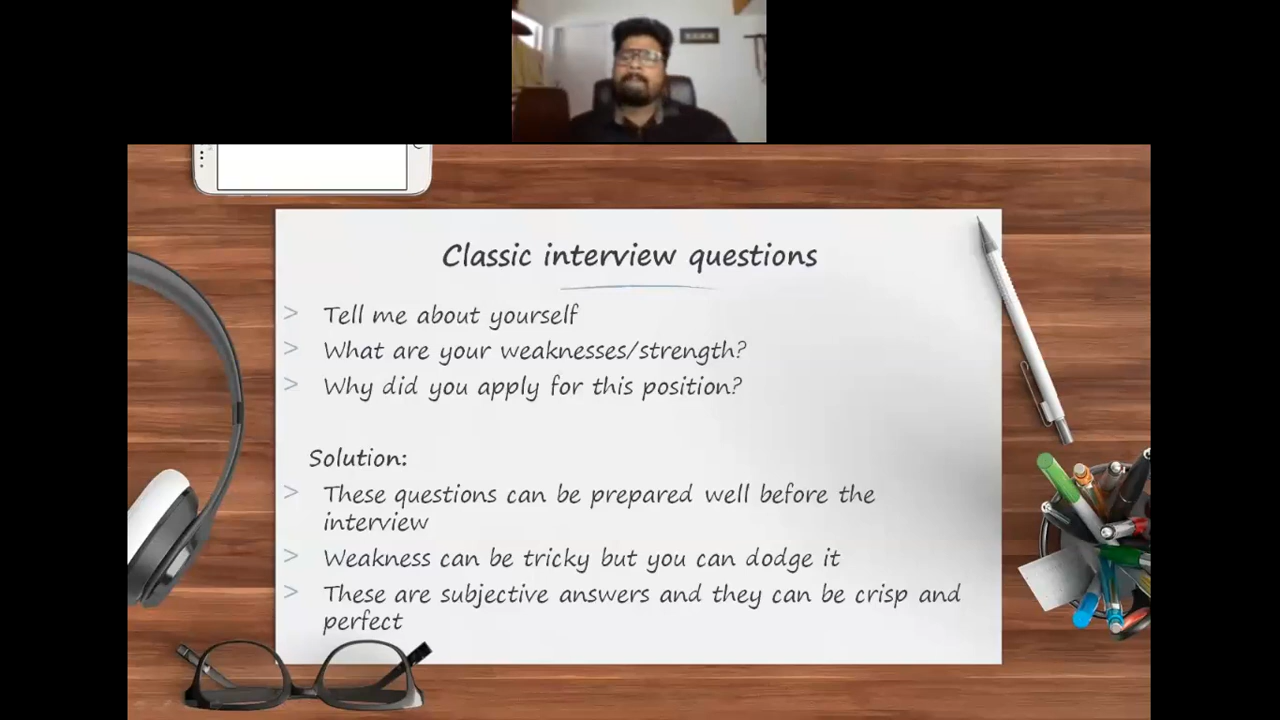 Classic interview questions
> Tell me about yourself
> What are your weaknesses/strength?
> Why did you apply for this position?
Solution:
> These questions can be prepared well before the
interview
> Weakness can be tricky but you can dodge it
> These are subjective answers and they can be crisp and
perfect